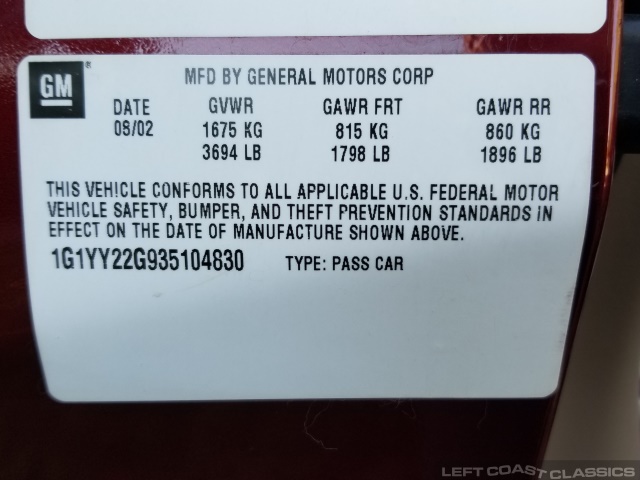 GM ®
MFD BY GENERAL MOTORS CORP
DATE GVWR GAWR FRT GAWR RR
08/02 1675 KG 815 KG 860 KG
3694 LB 1798 LB 1896 LB
THIS VEHICLE CONFORMS TO ALL APPLICABLE U.S. FEDERAL MOTOR
VEHICLE SAFETY, BUMPER, AND THEFT PREVENTION STANDARDS IN
EFFECT ON THE DATE OF MANUFACTURE SHOWN ABOVE.
1G1YY22G935104830 TYPE: PASS CAR
LEFT COAST CLASSICS